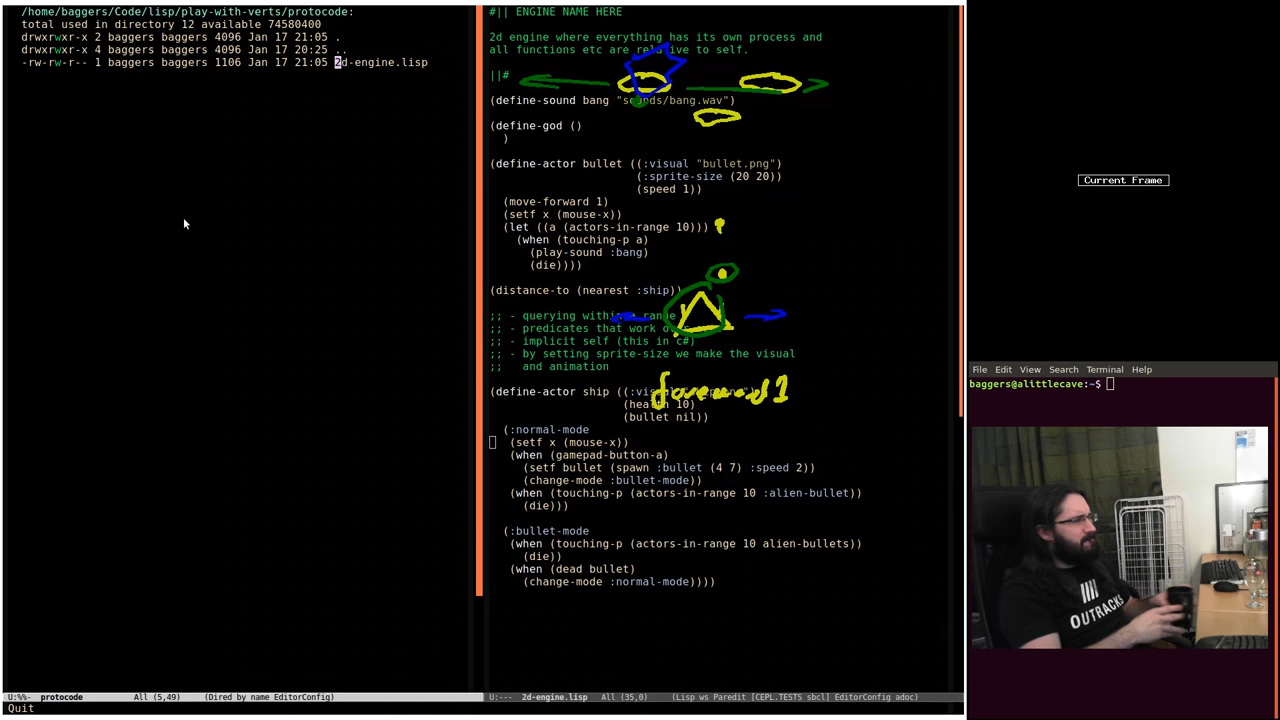 /home/baggers/Code/lisp/play-with-verts/protocode:
total used in directory 12 available 74580400
drwxrwxr-x 2 baggers baggers 4096 Jan 17 21:05 .
drwxrwxr-x 4 baggers baggers 4096 Jan 17 20:25 ..
-rw-rw-r-- 1 baggers baggers 1106 Jan 17 21:05 2d-engine.lisp
U:%%- protocode All (5,49) (Dired by name EditorConfig)
Quit
#|| ENGINE NAME HERE
2d engine where everything has its own process and
all functions etc are relative to self.
||#
(define-sound bang "sounds/bang.wav")
(define-god ()
)
(define-actor bullet ((:visual "bullet.png")
(:sprite-size (20 20))
(speed 1))
(move-forward 1)
(setf x (mouse-x))
(let ((a (actors-in-range 10)))
(when (touching-p a)
(play-sound :bang)
(die))))
(distance-to (nearest :ship))
;; - querying within a range
;; - predicates that work o
;; - implicit self (this in c#)
;; - by setting sprite-size we make the visual
;; and animation
(define-actor ship ((:visual
forward 1
(health 10)
(bullet nil))
(:normal-mode
(setf x (mouse-x))
(when (gamepad-button-a)
(setf bullet (spawn :bullet (4 7) :speed 2))
(change-mode :bullet-mode))
(when (touching-p (actors-in-range 10 :alien-bullet))
(die)))
(:bullet-mode
(when (touching-p (actors-in-range 10 alien-bullets))
(die))
(when (dead bullet)
(change-mode :normal-mode))))
U:--- 2d-engine.lisp All (35,0) (Lisp ws Paredit [CEPL.TESTS sbcl] EditorConfig adoc)
Current Frame
File Edit View Search Terminal Help
baggers@alittlecave:~$
OUTRACKS